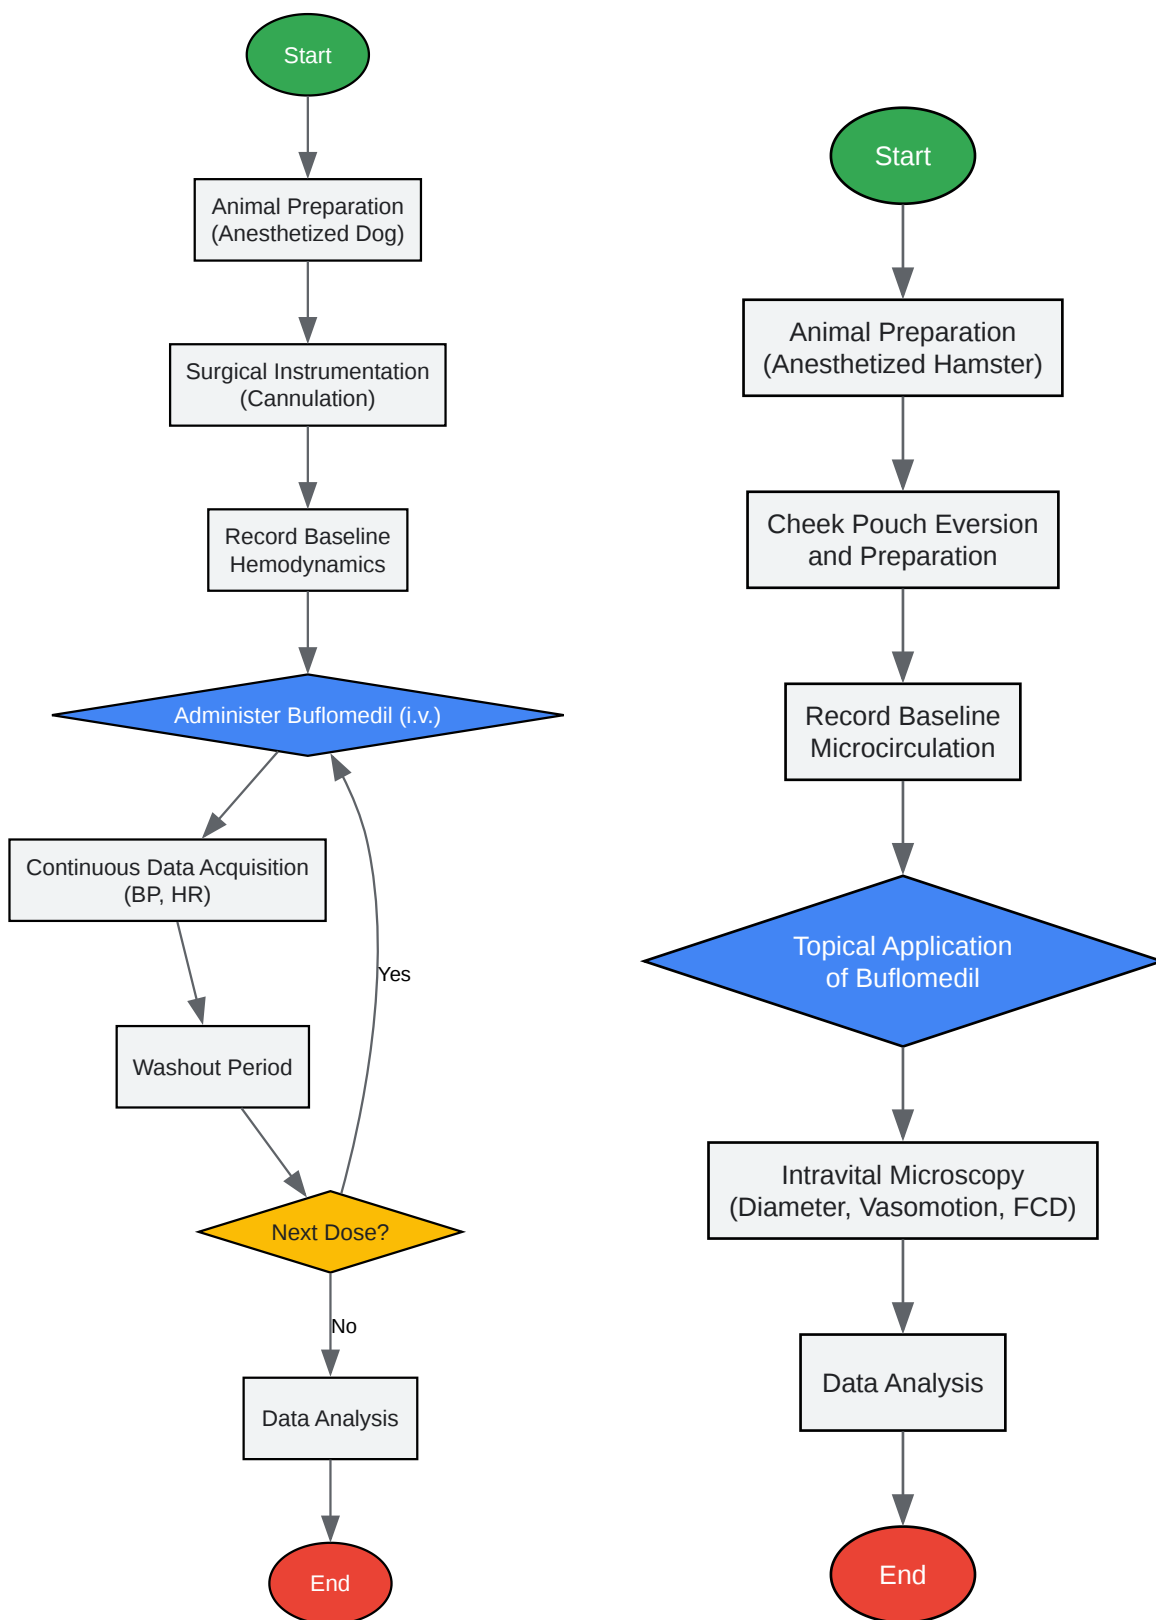 Start
Animal Preparation
(Anesthetized Dog)
Surgical Instrumentation
(Cannulation)
Record Baseline
Hemodynamics
Administer Buflomedil (i.v.)
Continuous Data Acquisition
(BP, HR)
Yes
Washout Period
Next Dose?
No
Data Analysis
End
Start
Animal Preparation
(Anesthetized Hamster)
Cheek Pouch Eversion
and Preparation
Record Baseline
Microcirculation
Topical Application
of Buflomedil
Intravital Microscopy
(Diameter, Vasomotion, FCD)
Data Analysis
End